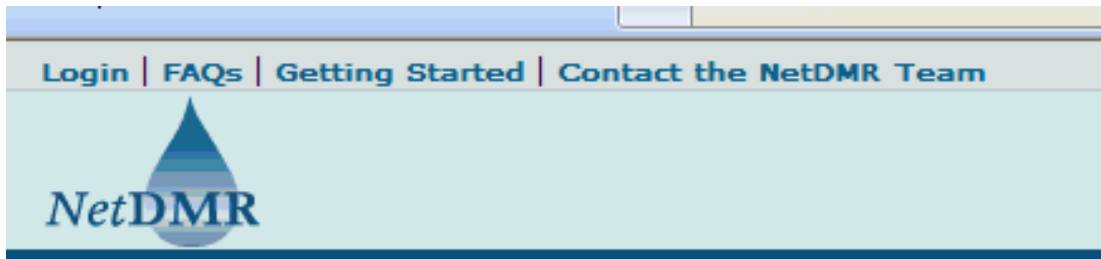 Login | FAQs | Getting Started | Contact the NetDMR Team
NetDMR